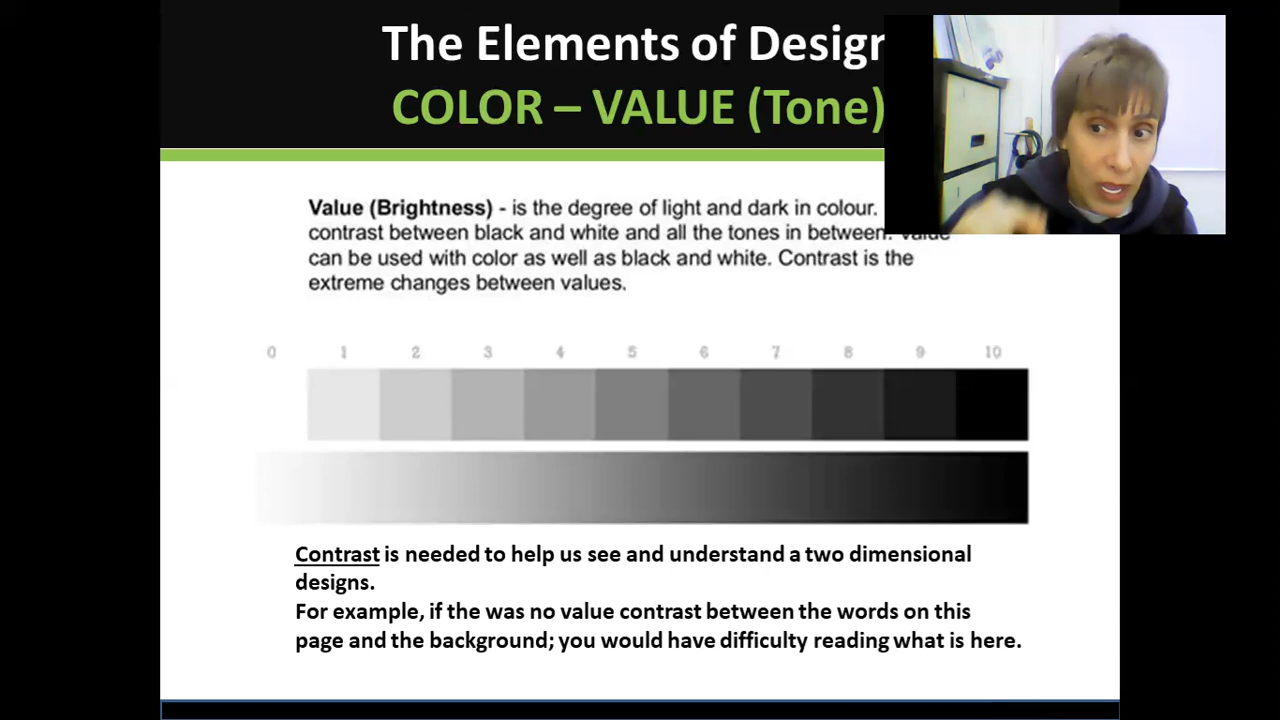 The Elements of Design
COLOR – VALUE (Tone)
Value (Brightness) - is the degree of light and dark in colour.
contrast between black and white and all the tones in between.
can be used with color as well as black and white. Contrast is the
extreme changes between values.
0 1 2 3 4 5 6 7 8 9 10
Contrast is needed to help us see and understand a two dimensional
designs.
For example, if the was no value contrast between the words on this
page and the background; you would have difficulty reading what is here.